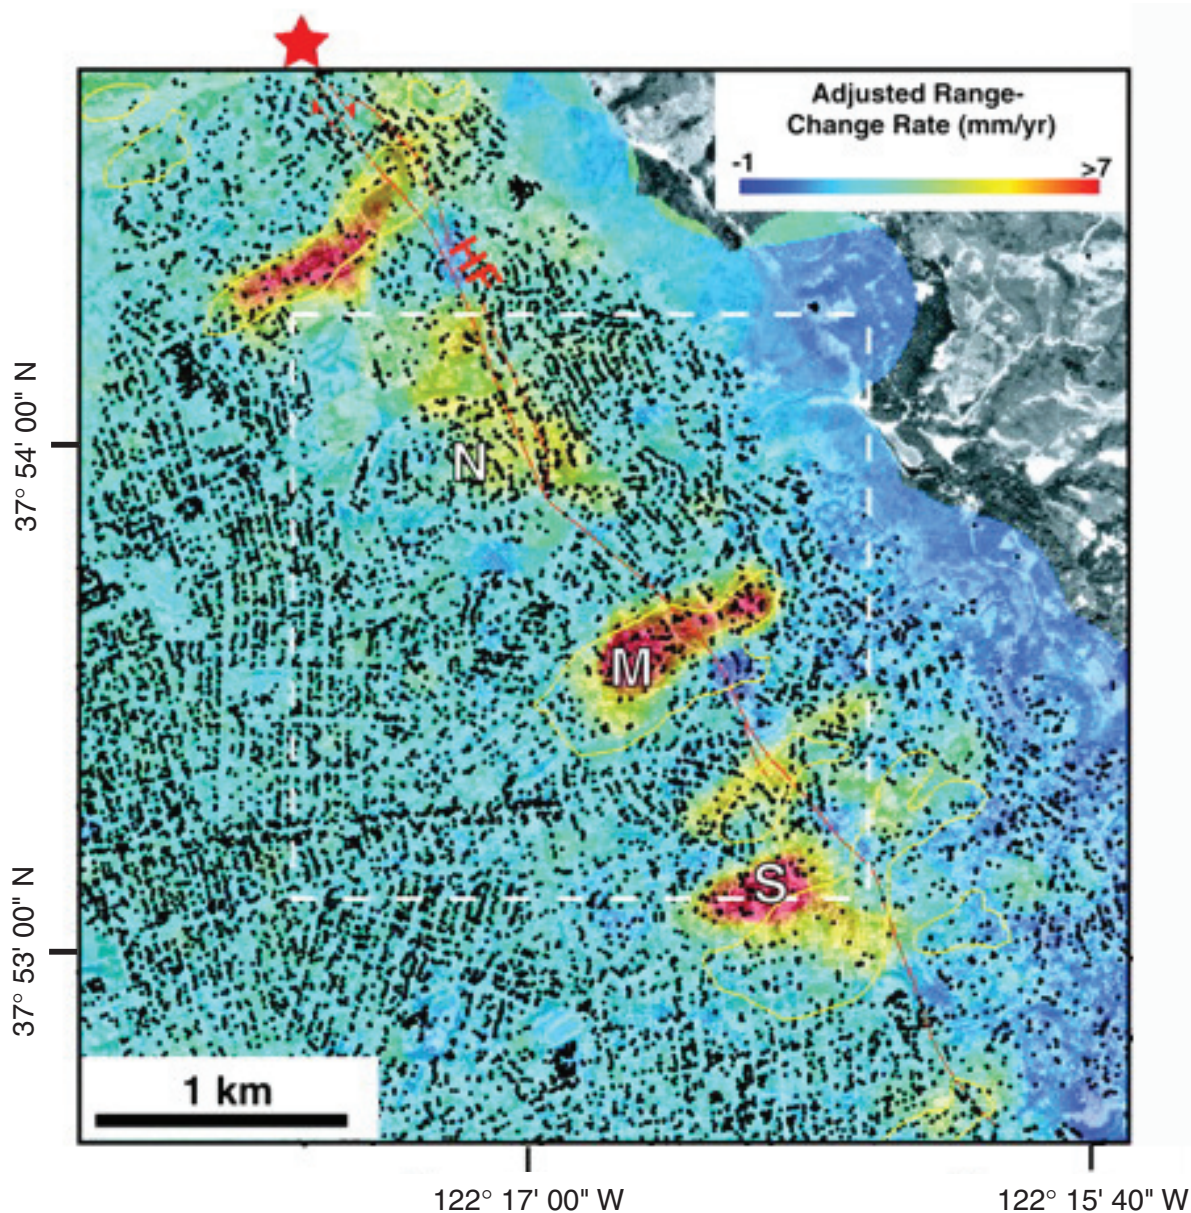 Adjusted Range-
Change Rate (mm/yr)
-1
>7
HF
37° 54' 00" N
N
M
S
37° 53' 00" N
1 km
122° 17' 00" W
122° 15' 40" W